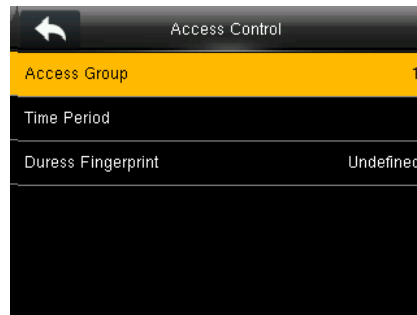 Access Control
Access Group 1
Time Period
Duress Fingerprint Undefined